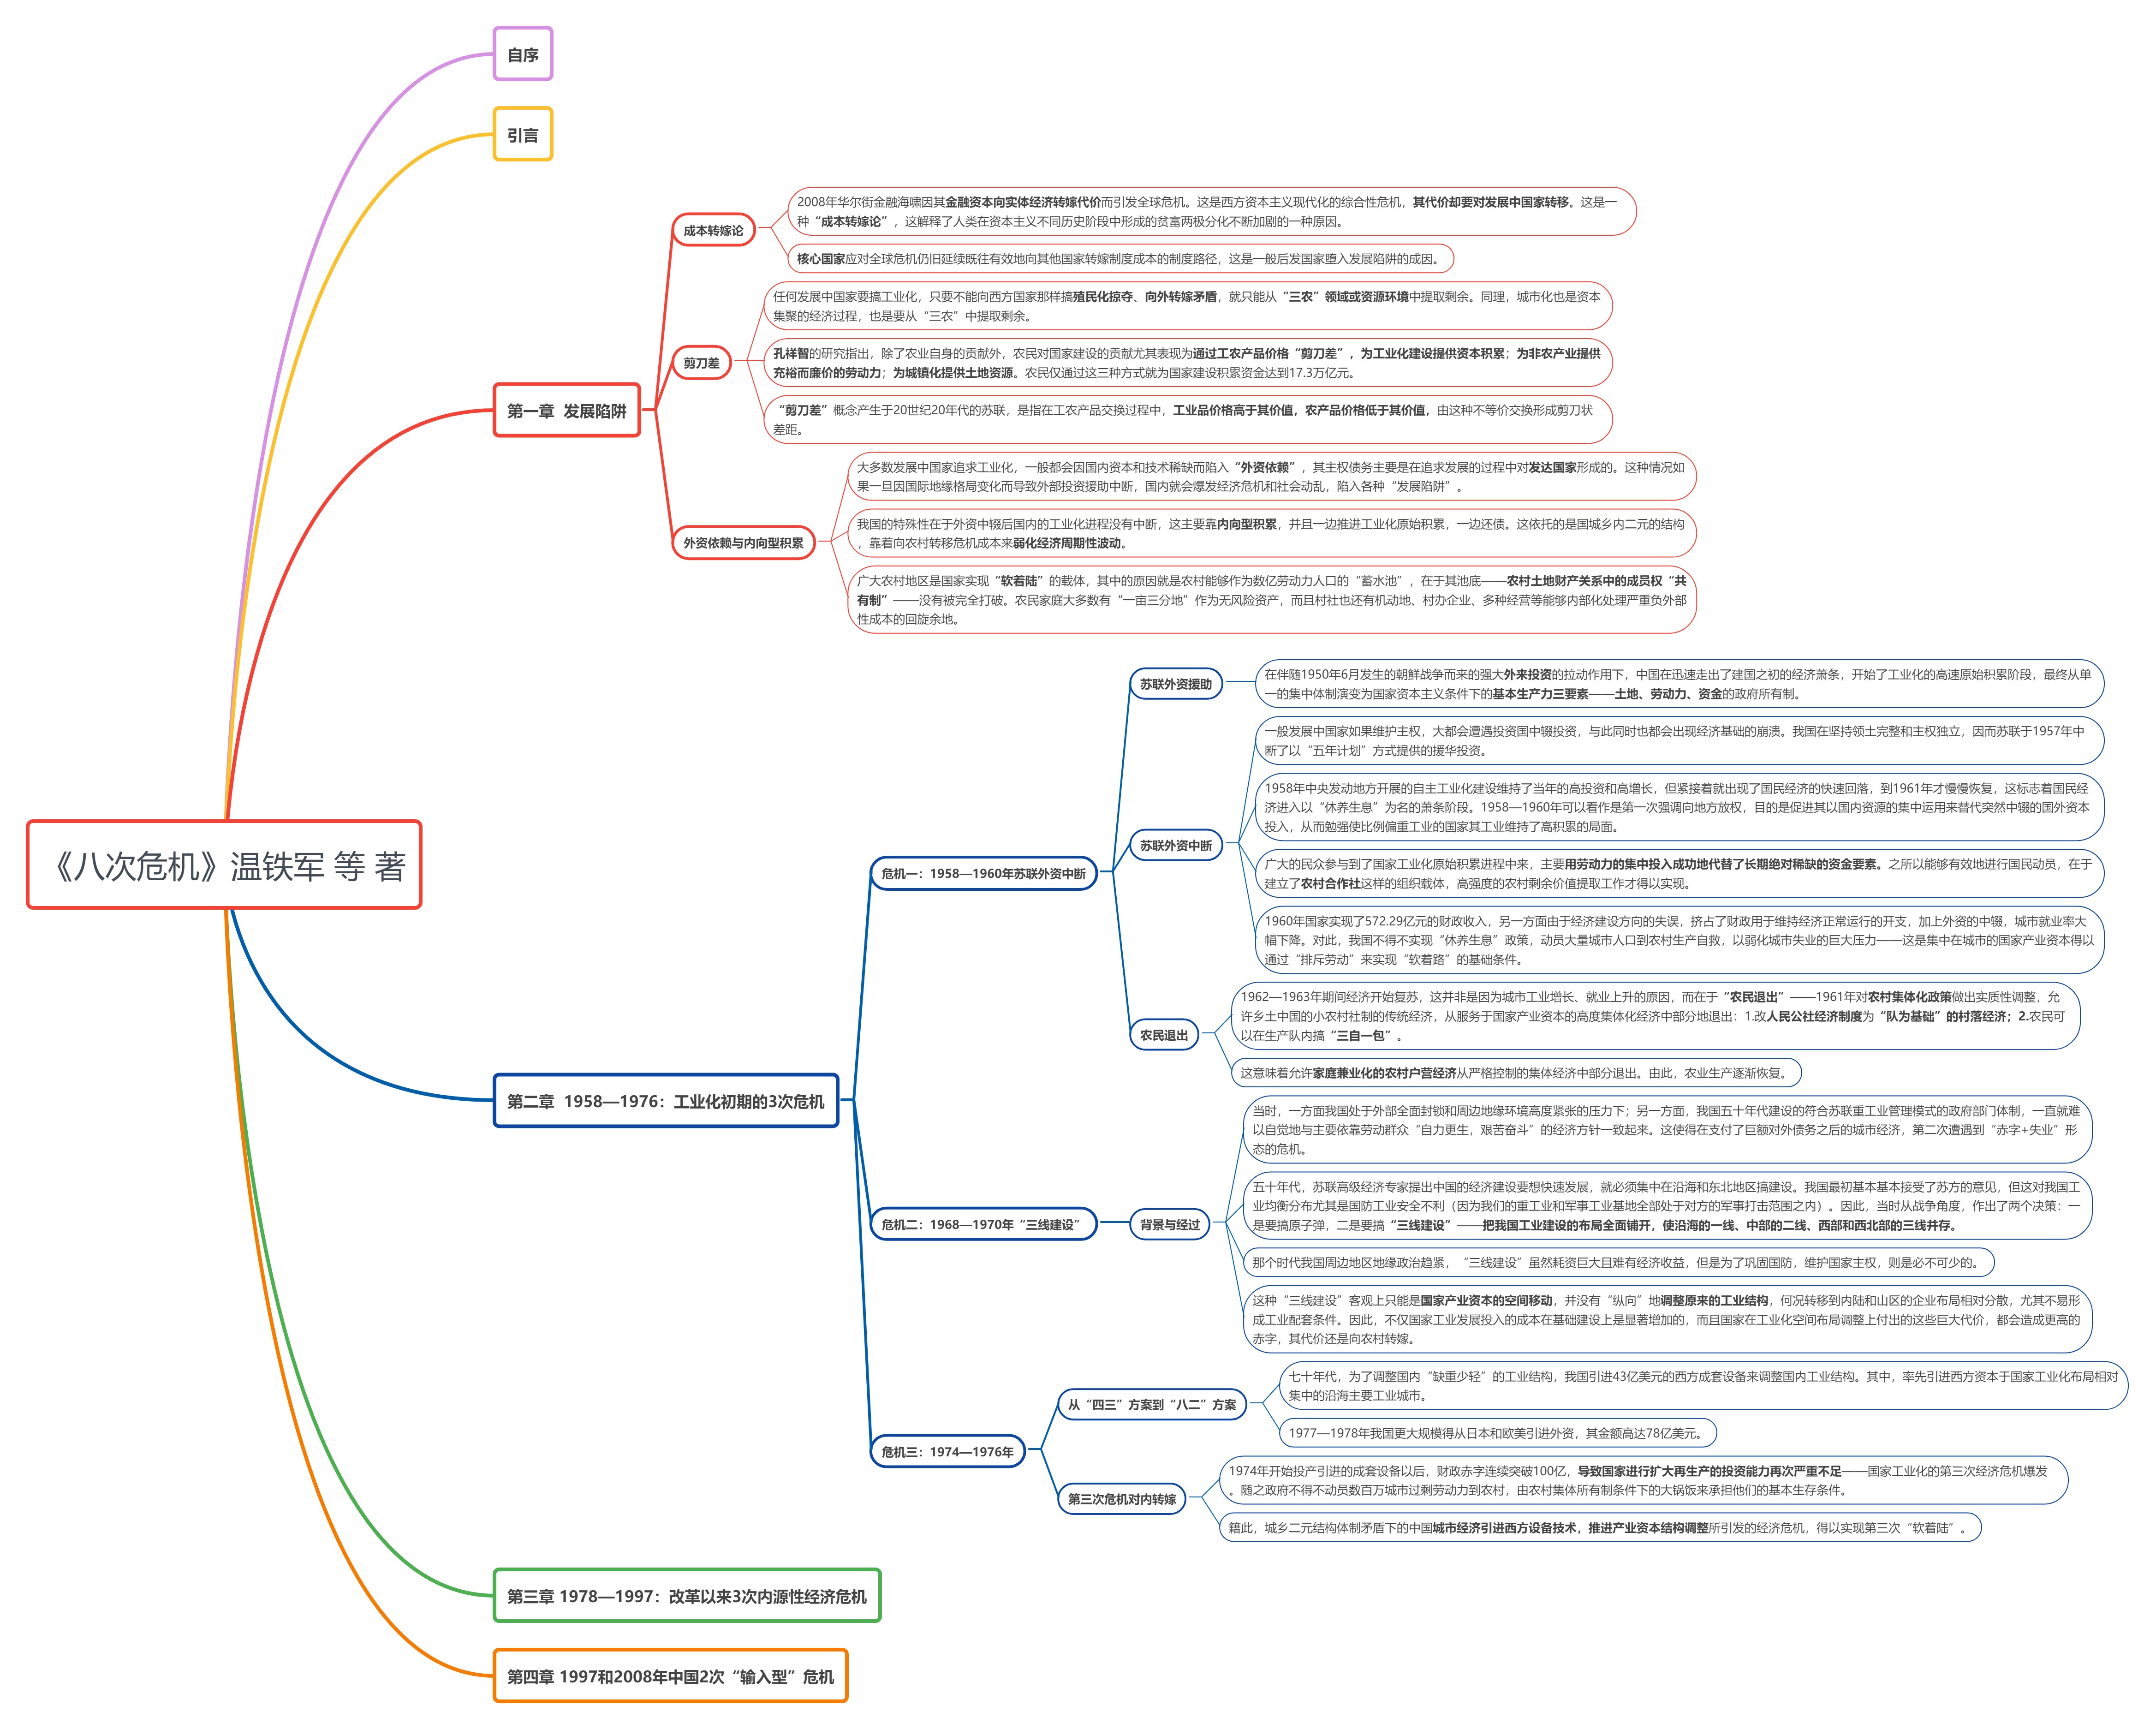 自序
引言
2008年华尔街金融海啸因其金融资本向实体经济转嫁代价而引发全球危机。这是西方资本主义现代化的综合性危机，其代价却要对发展中国家转移。这是一
种“成本转嫁论”，这解释了人类在资本主义不同历史阶段中形成的贫富两极分化不断加剧的一种原因。
成本转嫁论
核心国家应对全球危机仍旧延续既往有效地向其他国家转嫁制度成本的制度路径，这是一般后发国家堕入发展陷阱的成因。
任何发展中国家要搞工业化，只要不能向西方国家那样搞殖民化掠夺、向外转嫁矛盾，就只能从“三农”领域或资源环境中提取剩余。同理，城市化也是资本
集聚的经济过程，也是要从“三农”中提取剩余。
剪刀差
孔祥智的研究指出，除了农业自身的贡献外，农民对国家建设的贡献尤其表现为通过工农产品价格“剪刀差”，为工业化建设提供资本积累；为非农产业提供
充裕而廉价的劳动力；为城镇化提供土地资源。农民仅通过这三种方式就为国家建设积累资金达到17.3万亿元。
“剪刀差”概念产生于20世纪20年代的苏联，是指在工农产品交换过程中，工业品价格高于其价值，农产品价格低于其价值，由这种不等价交换形成剪刀状
差距。
第一章 发展陷阱
大多数发展中国家追求工业化，一般都会因国内资本和技术稀缺而陷入“外资依赖”，其主权债务主要是在追求发展的过程中对发达国家形成的。这种情况如
果一旦因国际地缘格局变化而导致外部投资援助中断，国内就会爆发经济危机和社会动乱，陷入各种“发展陷阱”。
外资依赖与内向型积累
我国的特殊性在于外资中辍后国内的工业化进程没有中断，这主要靠内向型积累，并且一边推进工业化原始积累，一边还债。这依托的是国城乡内二元的结构
，靠着向农村转移危机成本来弱化经济周期性波动。
广大农村地区是国家实现“软着陆”的载体，其中的原因就是农村能够作为数亿劳动力人口的“蓄水池”，在于其池底——农村土地财产关系中的成员权“共
有制”——没有被完全打破。农民家庭大多数有“一亩三分地”作为无风险资产，而且村社也还有机动地、村办企业、多种经营等能够内部化处理严重负外部
性成本的回旋余地。
《八次危机》温铁军 等 著
苏联外资援助
在伴随1950年6月发生的朝鲜战争而来的强大外来投资的拉动作用下，中国在迅速走出了建国之初的经济萧条，开始了工业化的高速原始积累阶段，最终从单
一的集中体制演变为国家资本主义条件下的基本生产力三要素——土地、劳动力、资金的政府所有制。
一般发展中国家如果维护主权，大都会遭遇投资国中辍投资，与此同时也都会出现经济基础的崩溃。我国在坚持领土完整和主权独立，因而苏联于1957年中
断了以“五年计划”方式提供的援华投资。
1958年中央发动地方开展的自主工业化建设维持了当年的高投资和高增长，但紧接着就出现了国民经济的快速回落，到1961年才慢慢恢复，这标志着国民经
济进入以“休养生息”为名的萧条阶段。1958—1960年可以看作是第一次强调向地方放权，目的是促进其以国内资源的集中运用来替代突然中辍的国外资本
投入，从而勉强使比例偏重工业的国家其工业维持了高积累的局面。
苏联外资中断
广大的民众参与到了国家工业化原始积累进程中来，主要用劳动力的集中投入成功地代替了长期绝对稀缺的资金要素。之所以能够有效地进行国民动员，在于
建立了农村合作社这样的组织载体，高强度的农村剩余价值提取工作才得以实现。
1960年国家实现了572.29亿元的财政收入，另一方面由于经济建设方向的失误，挤占了财政用于维持经济正常运行的开支，加上外资的中辍，城市就业率大
幅下降。对此，我国不得不实现“休养生息”政策，动员大量城市人口到农村生产自救，以弱化城市失业的巨大压力——这是集中在城市的国家产业资本得以
通过“排斥劳动”来实现“软着路”的基础条件。
危机一：1958—1960年苏联外资中断
1962—1963年期间经济开始复苏，这并非是因为城市工业增长、就业上升的原因，而在于“农民退出”——1961年对农村集体化政策做出实质性调整，允
许乡土中国的小农村社制的传统经济，从服务于国家产业资本的高度集体化经济中部分地退出：1.改人民公社经济制度为“队为基础”的村落经济；2.农民可
以在生产队内搞“三自一包”。
农民退出
这意味着允许家庭兼业化的农村户营经济从严格控制的集体经济中部分退出。由此，农业生产逐渐恢复。
第二章 1958—1976：工业化初期的3次危机
当时，一方面我国处于外部全面封锁和周边地缘环境高度紧张的压力下；另一方面，我国五十年代建设的符合苏联重工业管理模式的政府部门体制，一直就难
以自觉地与主要依靠劳动群众“自力更生，艰苦奋斗”的经济方针一致起来。这使得在支付了巨额对外债务之后的城市经济，第二次遭遇到“赤字+失业”形
态的危机。
五十年代，苏联高级经济专家提出中国的经济建设要想快速发展，就必须集中在沿海和东北地区搞建设。我国最初基本基本接受了苏方的意见，但这对我国工
业均衡分布尤其是国防工业安全不利（因为我们的重工业和军事工业基地全部处于对方的军事打击范围之内）。因此，当时从战争角度，作出了两个决策：一
是要搞原子弹，二是要搞“三线建设”——把我国工业建设的布局全面铺开，使沿海的一线、中部的二线、西部和西北部的三线并存。
危机二：1968—1970年“三线建设”
背景与经过
那个时代我国周边地区地缘政治趋紧，“三线建设”虽然耗资巨大且难有经济收益，但是为了巩固国防，维护国家主权，则是必不可少的。
这种“三线建设”客观上只能是国家产业资本的空间移动，并没有“纵向”地调整原来的工业结构，何况转移到内陆和山区的企业布局相对分散，尤其不易形
成工业配套条件。因此，不仅国家工业发展投入的成本在基础建设上是显著增加的，而且国家在工业化空间布局调整上付出的这些巨大代价，都会造成更高的
赤字，其代价还是向农村转嫁。
从“四三”方案到“八二”方案
七十年代，为了调整国内“缺重少轻”的工业结构，我国引进43亿美元的西方成套设备来调整国内工业结构。其中，率先引进西方资本于国家工业化布局相对
集中的沿海主要工业城市。
1977—1978年我国更大规模得从日本和欧美引进外资，其金额高达78亿美元。
危机三：1974—1976年
1974年开始投产引进的成套设备以后，财政赤字连续突破100亿，导致国家进行扩大再生产的投资能力再次严重不足——国家工业化的第三次经济危机爆发
。随之政府不得不动员数百万城市过剩劳动力到农村，由农村集体所有制条件下的大锅饭来承担他们的基本生存条件。
第三次危机对内转嫁
籍此，城乡二元结构体制矛盾下的中国城市经济引进西方设备技术，推进产业资本结构调整所引发的经济危机，得以实现第三次“软着陆”。
第三章 1978—1997：改革以来3次内源性经济危机
第四章 1997和2008年中国2次“输入型”危机